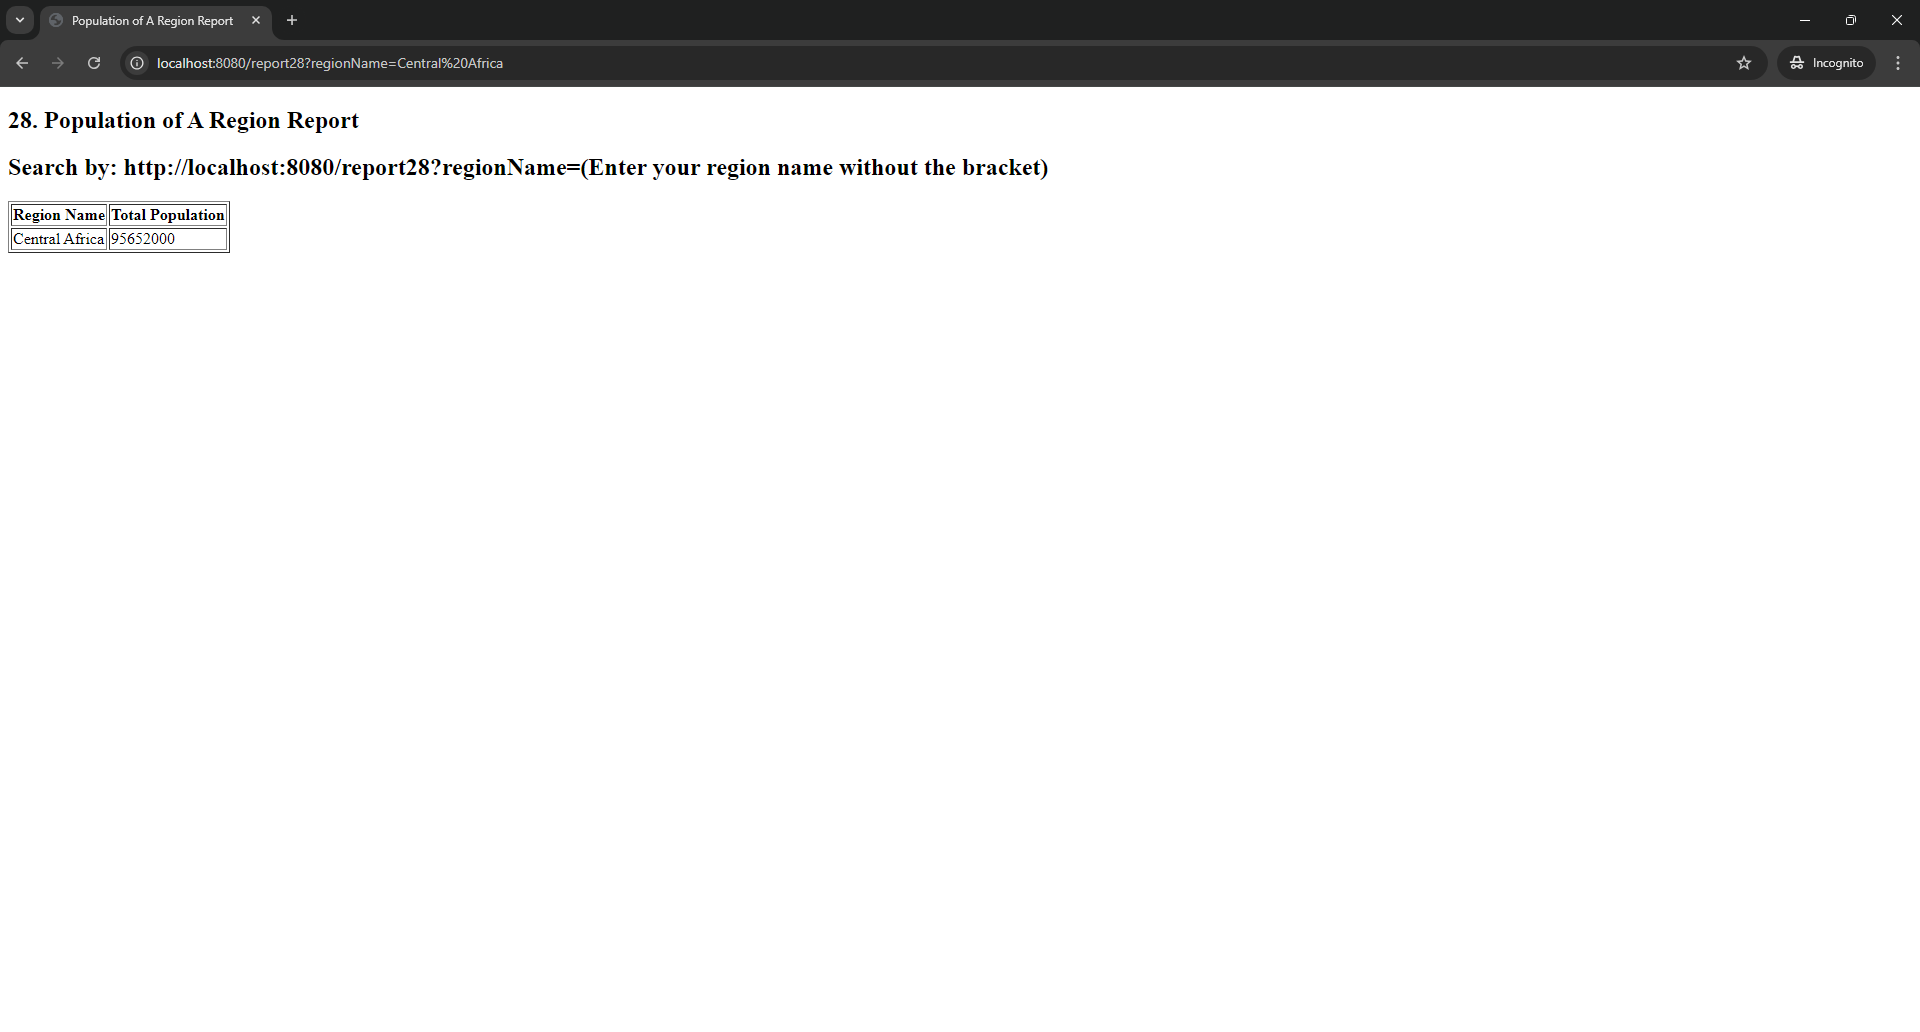 Population of A Region Report
localhost:8080/report28?regionName=Central%20Africa
Incognito
28. Population of A Region Report
Search by: http://localhost:8080/report28?regionName=(Enter your region name without the bracket)
Region Name Total Population
Central Africa 95652000